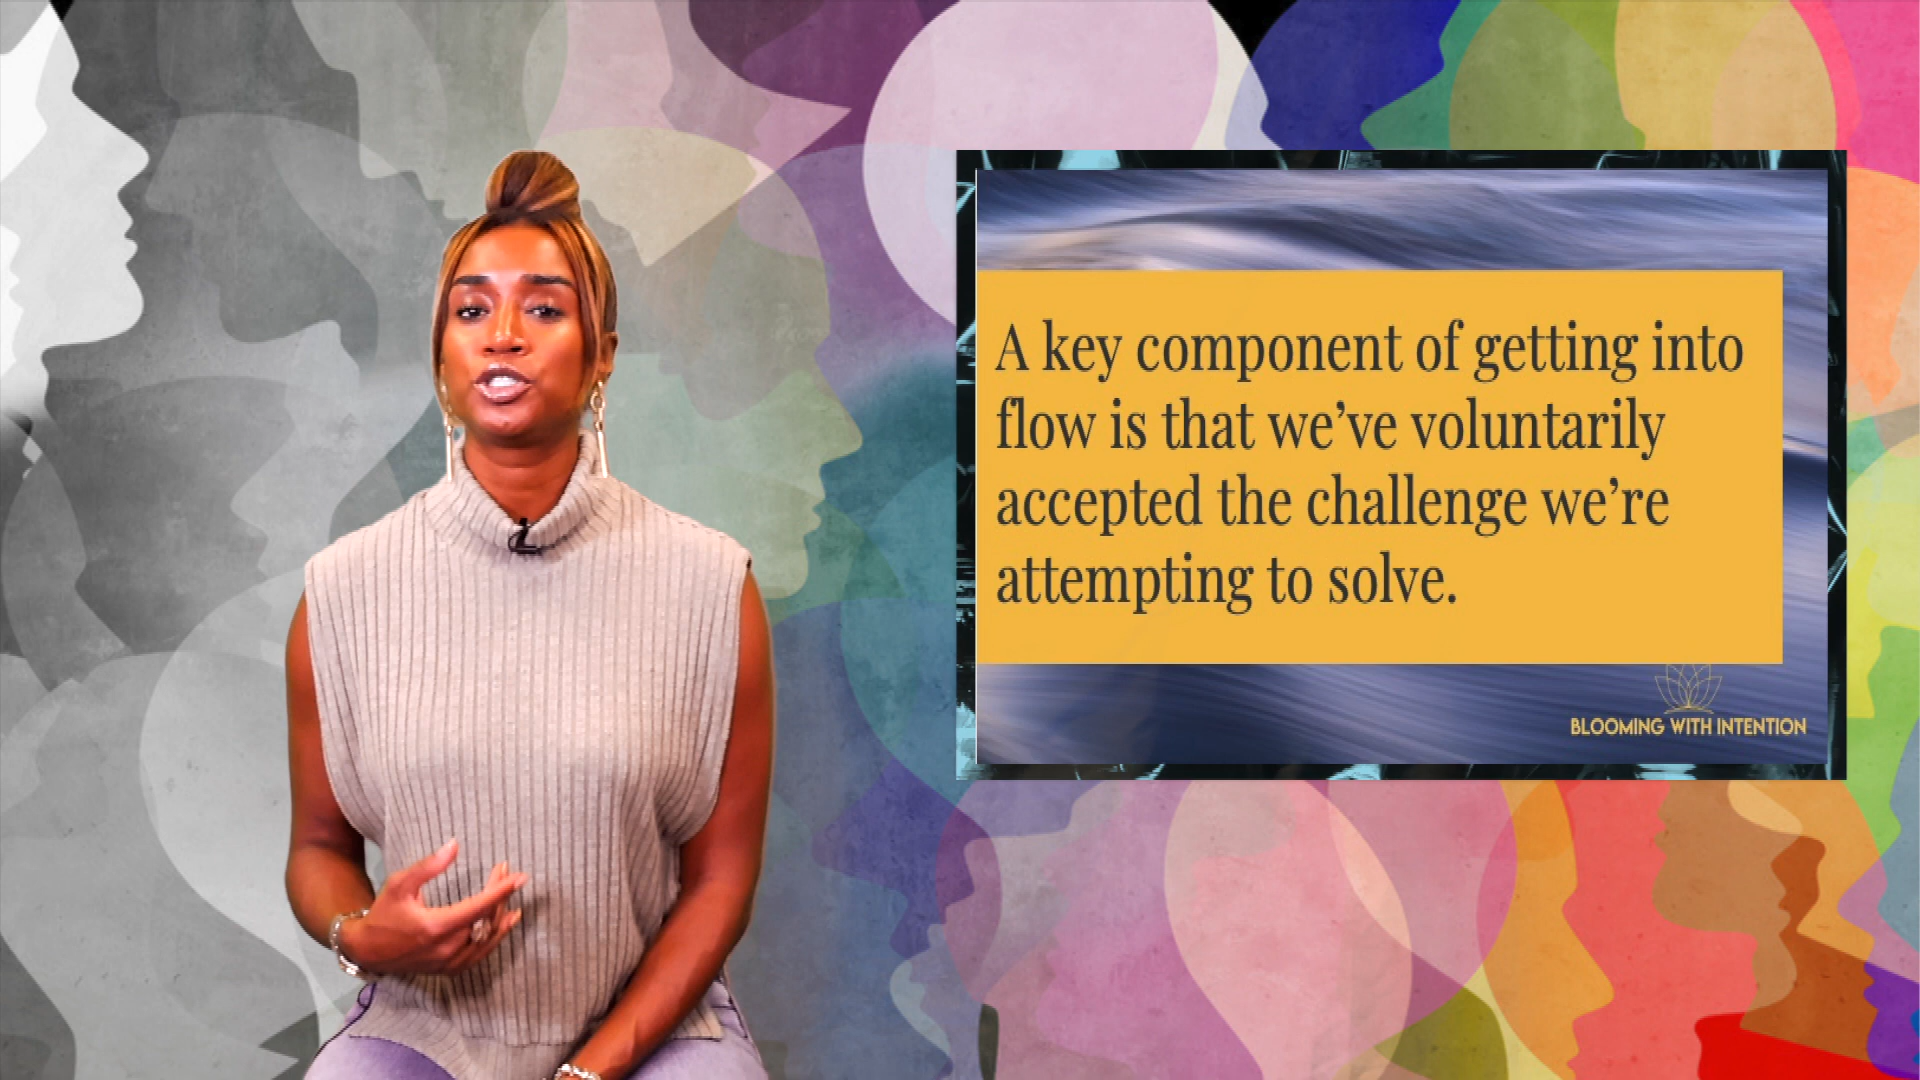 A key component of getting into
flow is that we’ve voluntarily
accepted the challenge we’re
attempting to solve.
BLOOMING WITH INTENTION